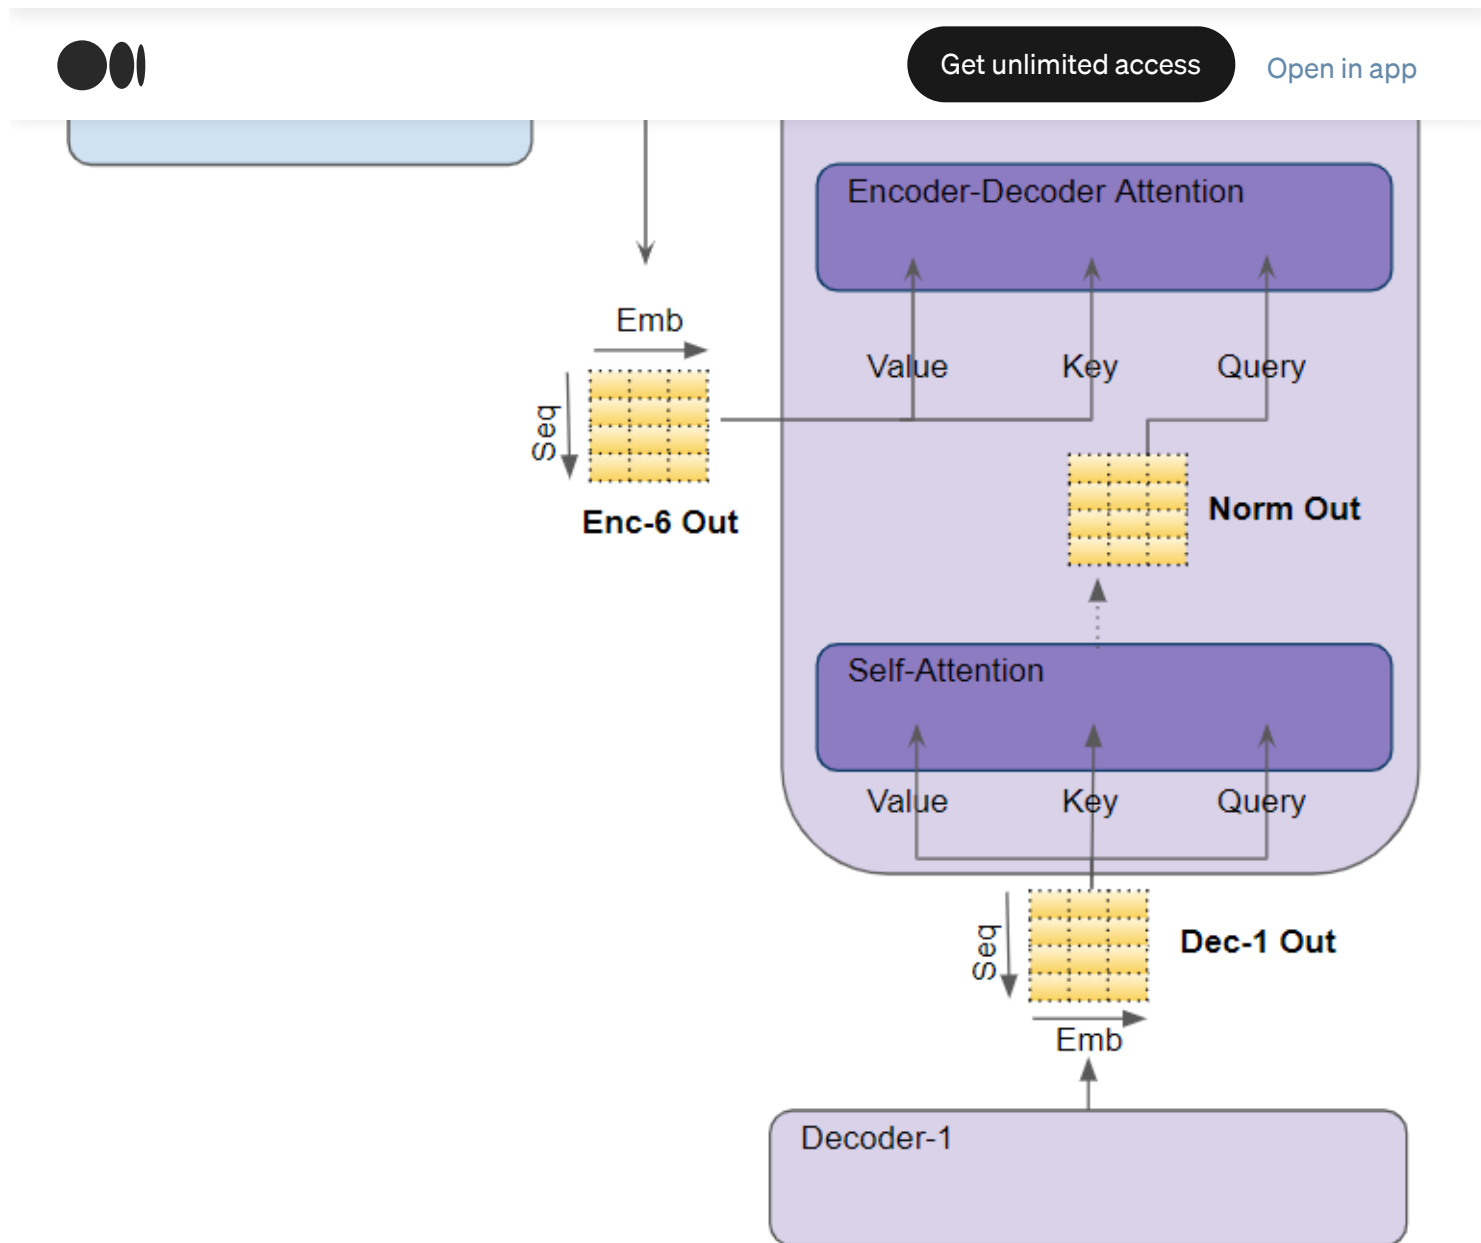 Get unlimited access
Open in app
Encoder-Decoder Attention
Emb
Value Key Query
Seq
Enc-6 Out
Norm Out
Self-Attention
Value Key Query
Seq
Dec-1 Out
Emb
Decoder-1